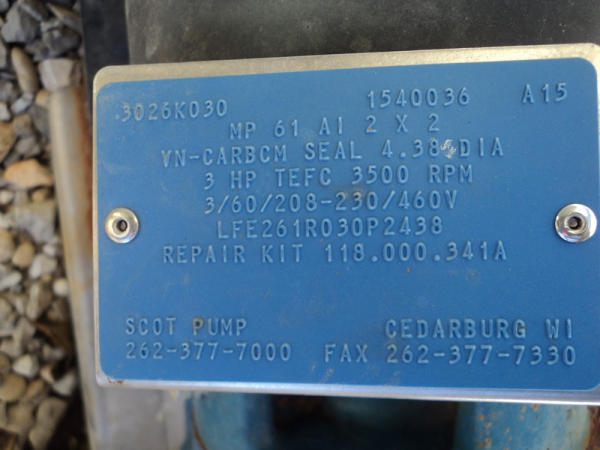 3026K030 1540036 A15
MP 61 AI 2 X 2
VN-CARBCM SEAL 4.38 DIA
3 HP TEFC 3500 RPM
3/60/208-230/460V
LFE261R030P2438
REPAIR KIT 118.000.341A
SCOT PUMP CEDARBURG WI
262-377-7000 FAX 262-377-7330